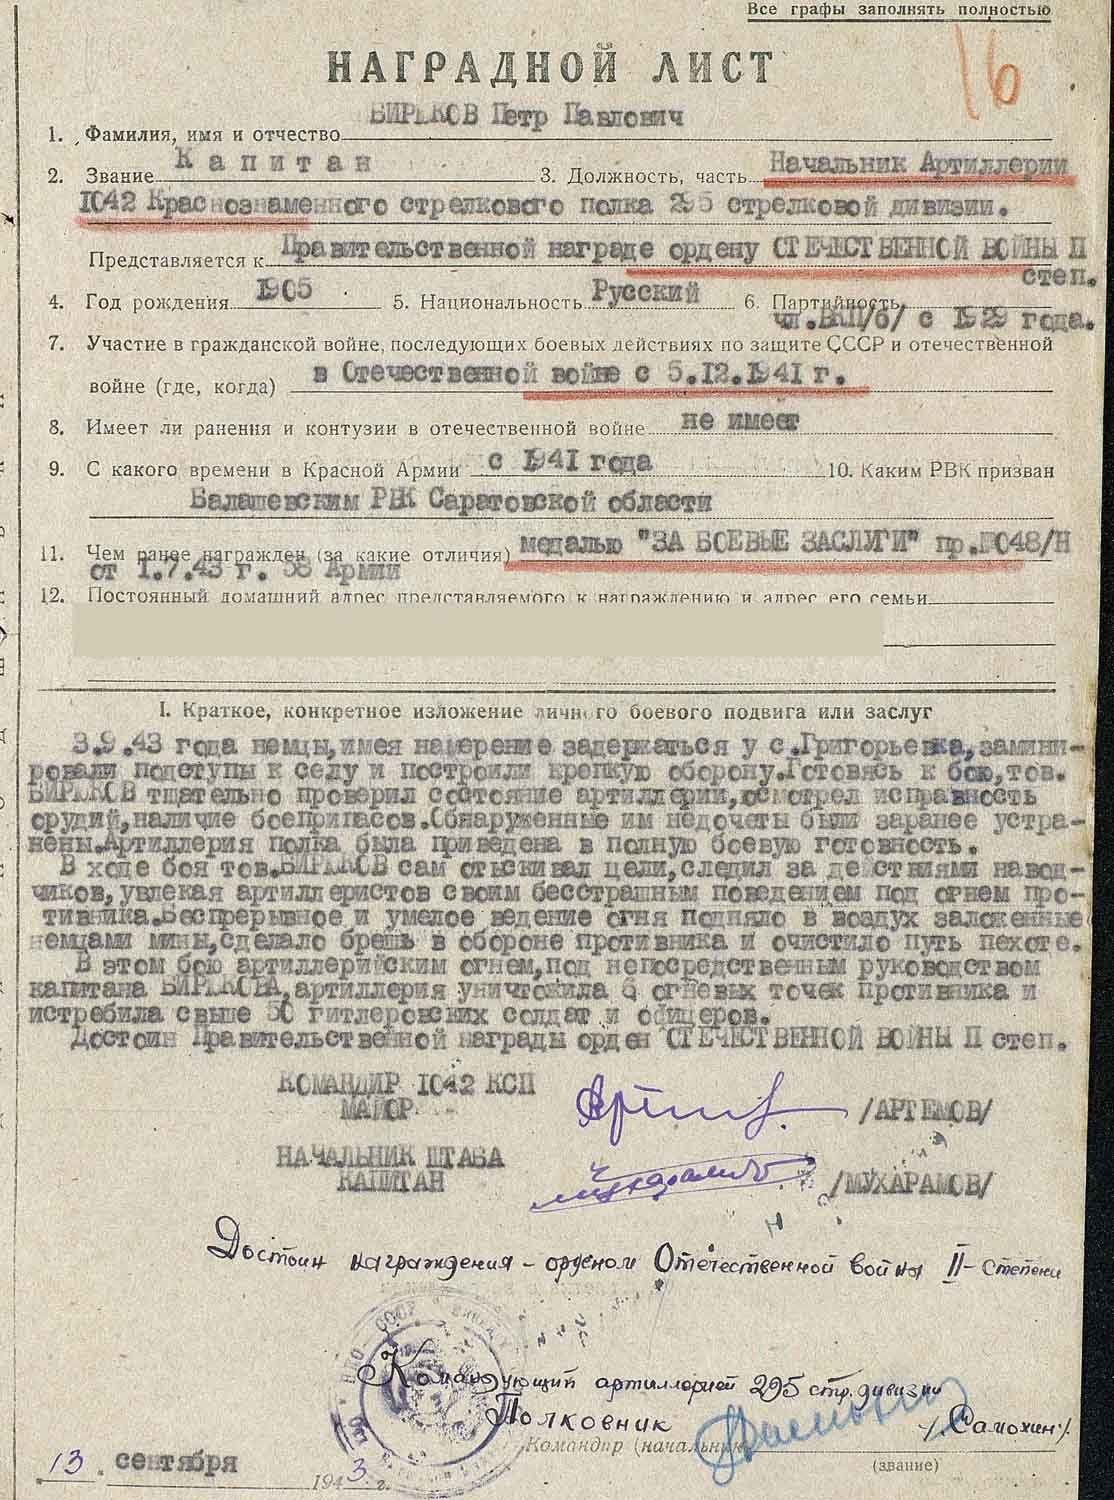 Все графы заполнять полностью
16
НАГРАДНОЙ ЛИСТ
БИРЮКОВ Петр Павлович
1. Фамилия, имя и отчество
2. Звание Капитан 3. Должность, часть Начальник Артиллерии
1042 Краснознаменного стрелкового полка 295 стрелковой дивизии.
Представляется к Правительственной награде ордену ОТЕЧЕСТВЕННОЙ ВОЙНЫ П
степ.
4. Год рождения 1905 5. Национальность Русский 6. Партийность
чл.ВКП/б/ с 1929 года.
7. Участие в гражданской войне, последующих боевых действиях по защите СССР и отечественной
войне (где, когда) в Отечественной войне с 5.12.1941 г.
8. Имеет ли ранения и контузии в отечественной войне не имеет
9. С какого времени в Красной Армии с 1941 года 10. Каким РВК призван
Балашевским РВК Саратовской области
11. Чем ранее награжден (за какие отличия) медалью "ЗА БОЕВЫЕ ЗАСЛУГИ" пр.№048/Н
от 1.7.43 г. 58 Армии
12. Постоянный домашний адрес представляемого к награждению и адрес его семьи
I. Краткое, конкретное изложение личного боевого подвига или заслуг
3.9.43 года немцы,имея намерение задержаться у с.Григорьевка,замини-
ровали подступы к селу и построили крепкую оборону.Готовясь к бою,тов.
БИРЮКОВ тщательно проверил состояние артиллерии,осмотрел исправность
орудий,наличие боеприпасов.Обнаруженные им недочеты были заранее устра-
нены.Артиллерия полка была приведена в полную боевую готовность.
В ходе боя тов.БИРЮКОВ сам отыскивал цели,следил за действиями навод-
чиков,увлекая артиллеристов своим бесстрашным поведением под огнем про-
тивника.Беспрерывное и умелое ведение огня подняло в воздух заложенные
немцами мины,сделало брешь в обороне противника и очистило путь пехоте.
В этом бою артиллерийским огнем,под непосредственным руководством
капитана БИРЮКОВА,артиллерия уничтожила 6 огневых точек противника и
истребила свыше 50 гитлеровских солдат и офицеров.
Достоин Правительственной награды орден ОТЕЧЕСТВЕННОЙ ВОЙНЫ П степ.
КОМАНДИР 1042 КСП
МАЙОР /АРТЕМОВ/
НАЧАЛЬНИК ШТАБА
КАПИТАН /МУХАРАМОВ/
Достоин награждения - орденом Отечественной войны II-степени
Командующий артиллерией 295 стр. дивизии
Полковник /Самохин/.
Командир (начальник)
(звание)
13. сентября 1943 г.